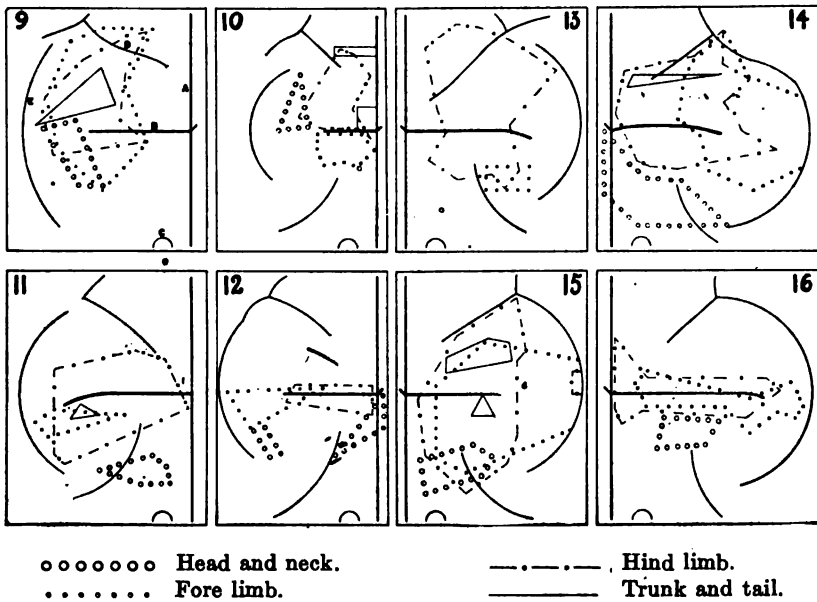 9 10 13 14
D
E A
B
C
11 12 15 16
Head and neck. Hind limb.
Fore limb. Trunk and tail.